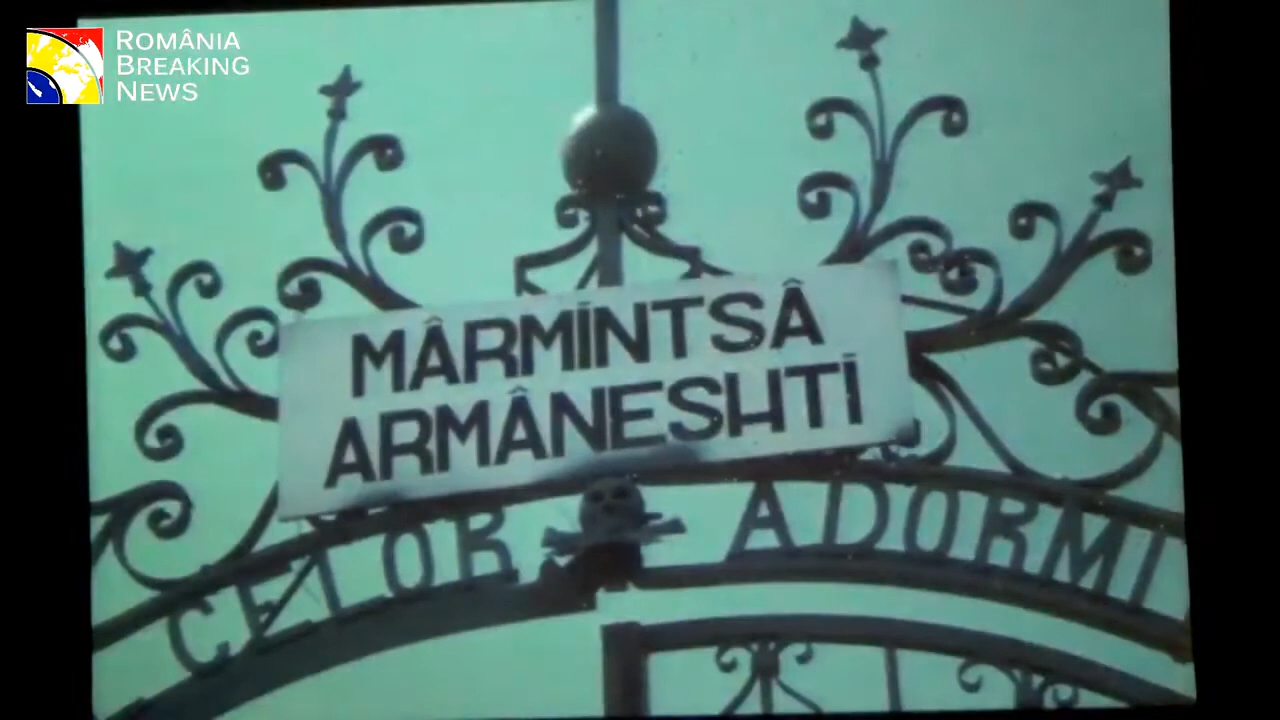 ROMÂNIA
BREAKING
NEWS
MÂRMINTSÂ
ARMÂNESHTI
CELOR ADORMI